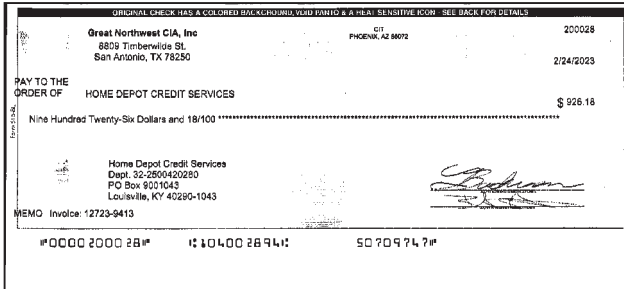 ORIGINAL CHECK HAS A COLORED BACKGROUND, VOID PANTO & A HEAT SENSITIVE ICON - SEE BACK FOR DETAILS
Great Northwest CIA, Inc
8809 Timberwilde St.
San Antonio, TX 78250
CIT
PHOENIX, AZ 85072
200028
2/24/2023
PAY TO THE
ORDER OF HOME DEPOT CREDIT SERVICES
$ 926.18
Nine Hundred Twenty-Six Dollars and 18/100
Home Depot Credit Services
Dept. 32-2500420280
PO Box 9001043
Louisville, KY 40290-1043
MEMO Invoice: 12723-9413
⑈0000200028⑈ ⑆104002894⑆ 50709747⑈